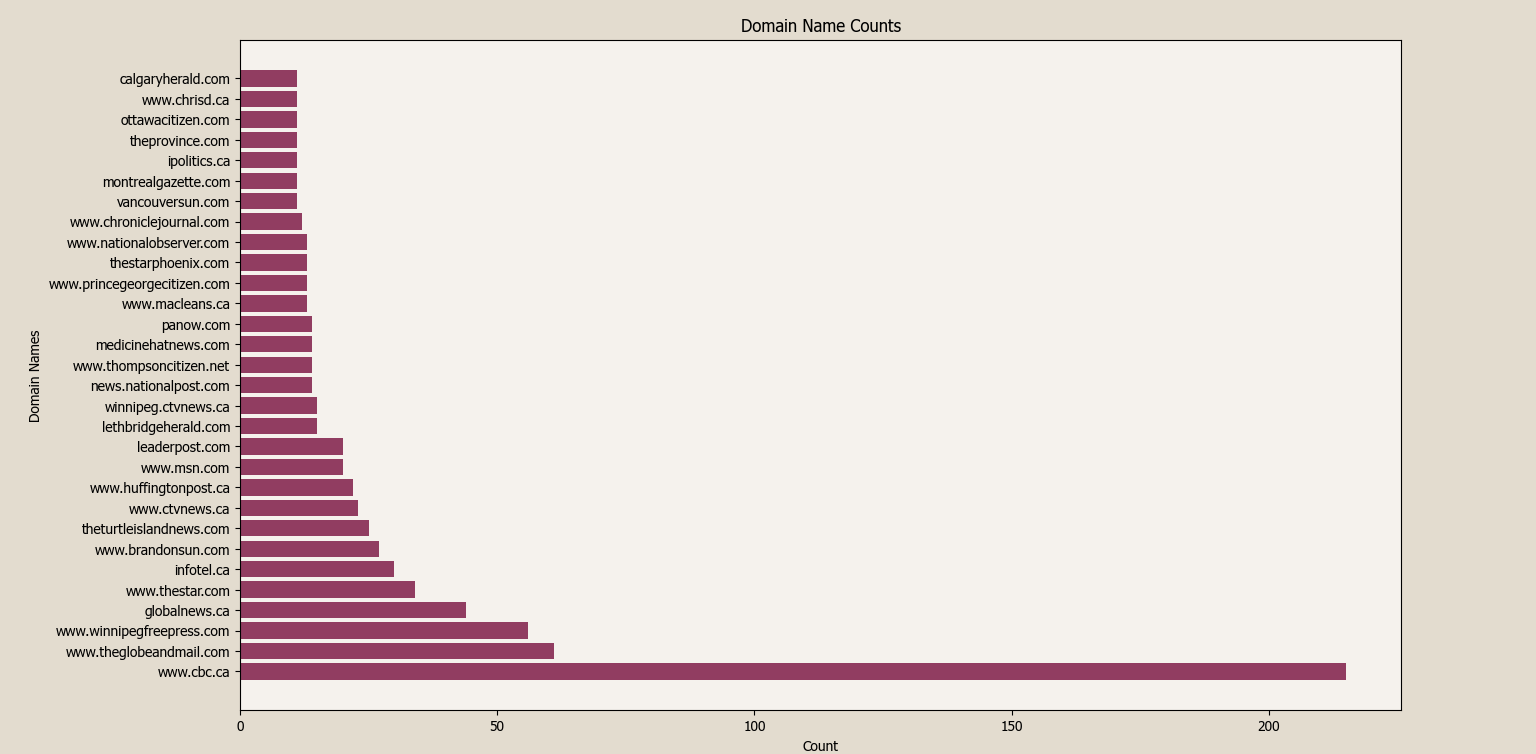 Domain Name Counts
calgaryherald.com
www.chrisd.ca
ottawacitizen.com
theprovince.com
ipolitics.ca
montrealgazette.com
vancouversun.com
www.chroniclejournal.com
www.nationalobserver.com
thestarphoenix.com
www.princegeorgecitizen.com
www.macleans.ca
panow.com
medicinehatnews.com
www.thompsoncitizen.net
news.nationalpost.com
winnipeg.ctvnews.ca
lethbridgeherald.com
leaderpost.com
www.msn.com
www.huffingtonpost.ca
www.ctvnews.ca
theturtleislandnews.com
www.brandonsun.com
infotel.ca
www.thestar.com
globalnews.ca
www.winnipegfreepress.com
www.theglobeandmail.com
www.cbc.ca
Domain Names
0 50 100 150 200
Count